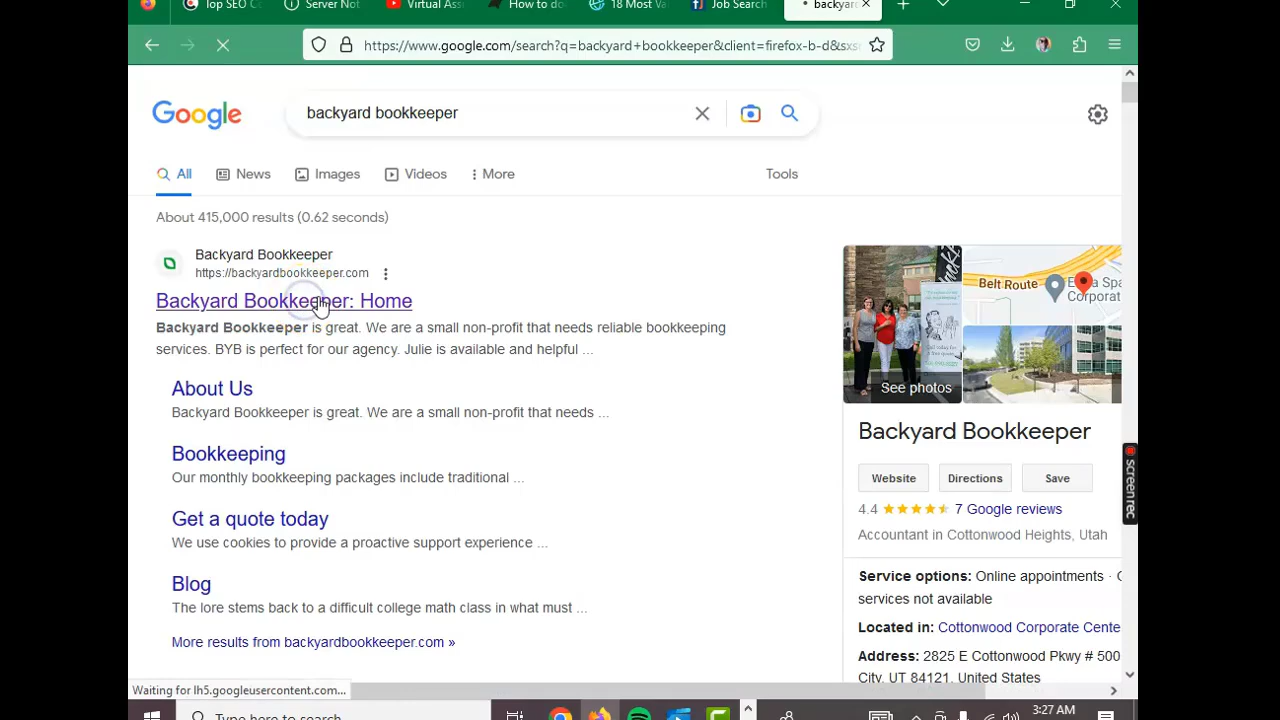 Top SEO Co
Server Not
Virtual Ass
How to do
18 Most Va
Job Search
backyard
https://www.google.com/search?q=backyard+bookkeeper&client=firefox-b-d&sxs
Google
backyard bookkeeper
All
News
Images
Videos
More
Tools
About 415,000 results (0.62 seconds)
Backyard Bookkeeper
https://backyardbookkeeper.com
Backyard Bookkeeper: Home
Backyard Bookkeeper is great. We are a small non-profit that needs reliable bookkeeping
services. BYB is perfect for our agency. Julie is available and helpful ...
About Us
Backyard Bookkeeper is great. We are a small non-profit that needs ...
Bookkeeping
Our monthly bookkeeping packages include traditional ...
Get a quote today
We use cookies to provide a proactive support experience ...
Blog
The lore stems back to a difficult college math class in what must ...
More results from backyardbookkeeper.com »
Belt Route
Spa
Corporat
See photos
Backyard Bookkeeper
Website
Directions
Save
4.4
7 Google reviews
Accountant in Cottonwood Heights, Utah
Service options: Online appointments ·
services not available
Located in: Cottonwood Corporate Cente
Address: 2825 E Cottonwood Pkwy # 500
City, UT 84121, United States
screenrec
Waiting for lh5.googleusercontent.com...
Type here to search
3:27 AM